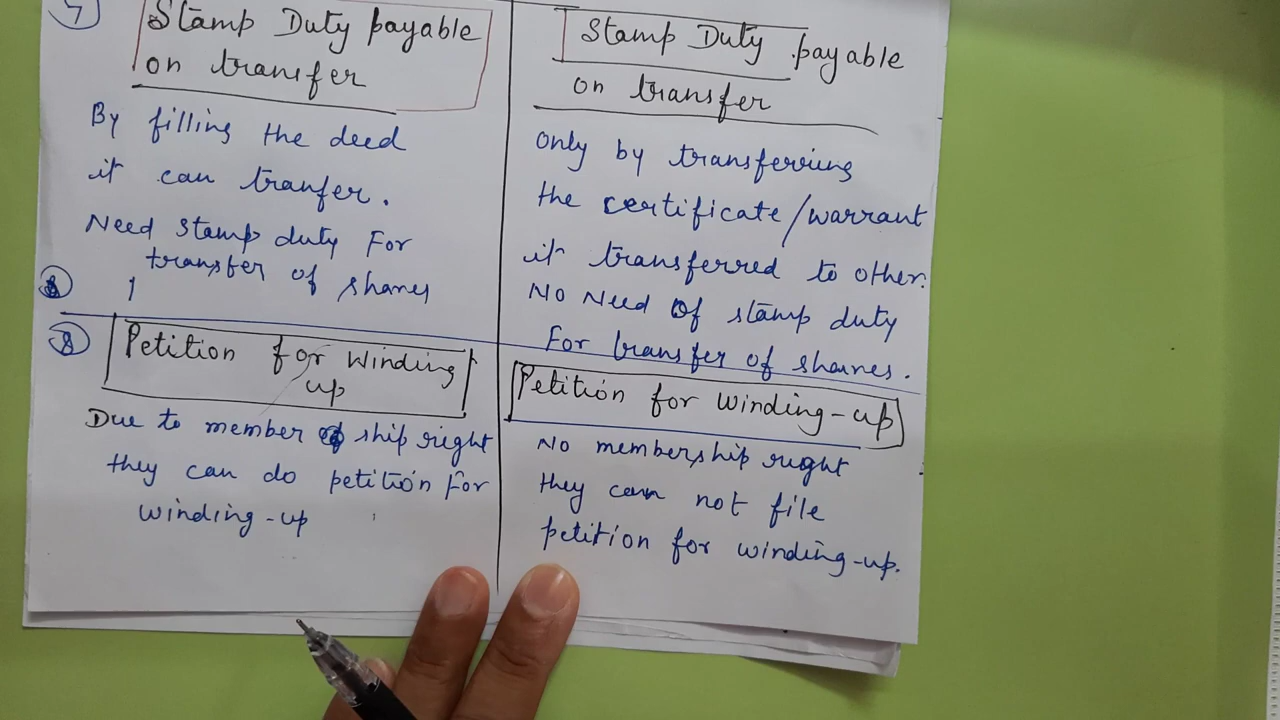 7)
Stamp Duty payable
on transfer
By filling the deed
it can tranfer.
Need stamp duty For
transfer of shares
8
8
Petition for Winding
up
Due to member ship right
they can do petition for
winding-up
Stamp Duty payable
on transfer
only by transferring
the certificate/warrant
it transferred to other.
No Need of stamp duty
For transfer of shares.
Petition for winding-up
No membership right
they can not file
petition for winding-up.